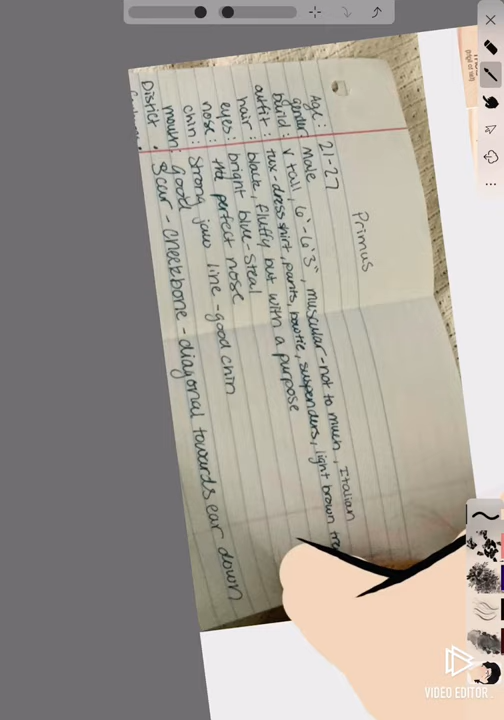 Primus
Age: 21-27
gender: Male
build: v tall, 6'-6'3", muscular-not to much, Italian
outfit: tux-dress shirt, pants, bowtie, suspenders, light brown
hair: black, fluffy but with a purpose
eyes: bright blue-Steal
nose: the perfect nose
chin: Strong jaw line-good chin
mouth: good
District: Scar-cheekbone-diagonal towards ear down
VIDEO EDITOR